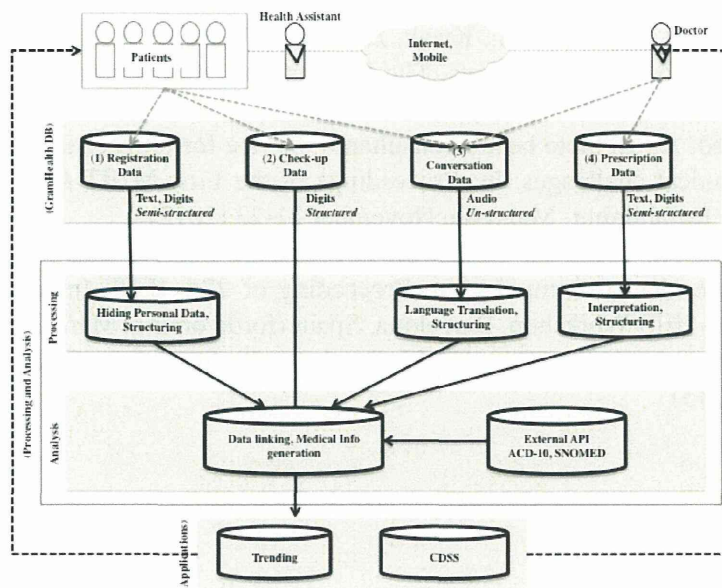 Health Assistant
Doctor
Patients
Internet,
Mobile
(GramHealth DB)
(1) Registration
Data
(2) Check-up
Data
(3)
Conversation
Data
(4) Prescription
Data
Text, Digits
Semi-structured
Digits
Structured
Audio
Un-structured
Text, Digits
Semi-structured
(Processing and Analysis)
Processing
Hiding Personal Data,
Structuring
Language Translation,
Structuring
Interpretation,
Structuring
Analysis
Data linking, Medical Info
generation
External API
ACD-10, SNOMED
Applications)
Trending
CDSS